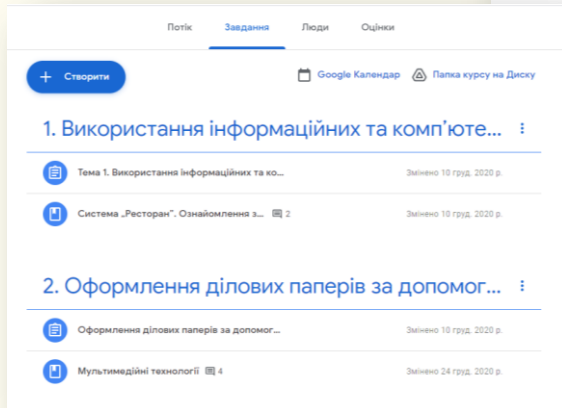 Потік Завдання Люди Оцінки
+ Створити Google Календар Папка курсу на Диску
1. Використання інформаційних та комп'юте...
Тема 1. Використання інформаційних та ко... Змінено 10 груд. 2020 р.
Система „Ресторан". Ознайомлення з... 2 Змінено 10 груд. 2020 р.
2. Оформлення ділових паперів за допомог...
Оформлення ділових паперів за допомог... Змінено 10 груд. 2020 р.
Мультимедійні технології 4 Змінено 24 груд. 2020 р.